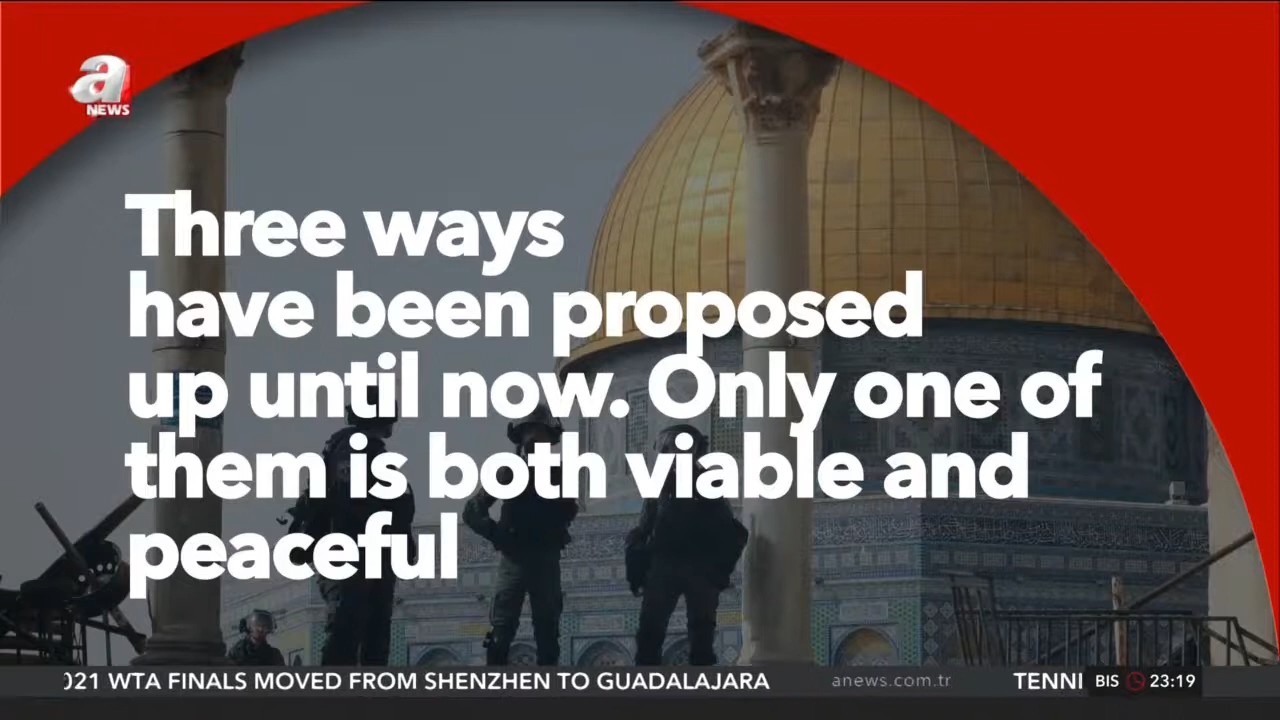 a
NEWS
Three ways
have been proposed
up until now. Only one of
them is both viable and
peaceful
021 WTA FINALS MOVED FROM SHENZHEN TO GUADALAJARA
anews.com.tr
TENNI
BIS 23:19